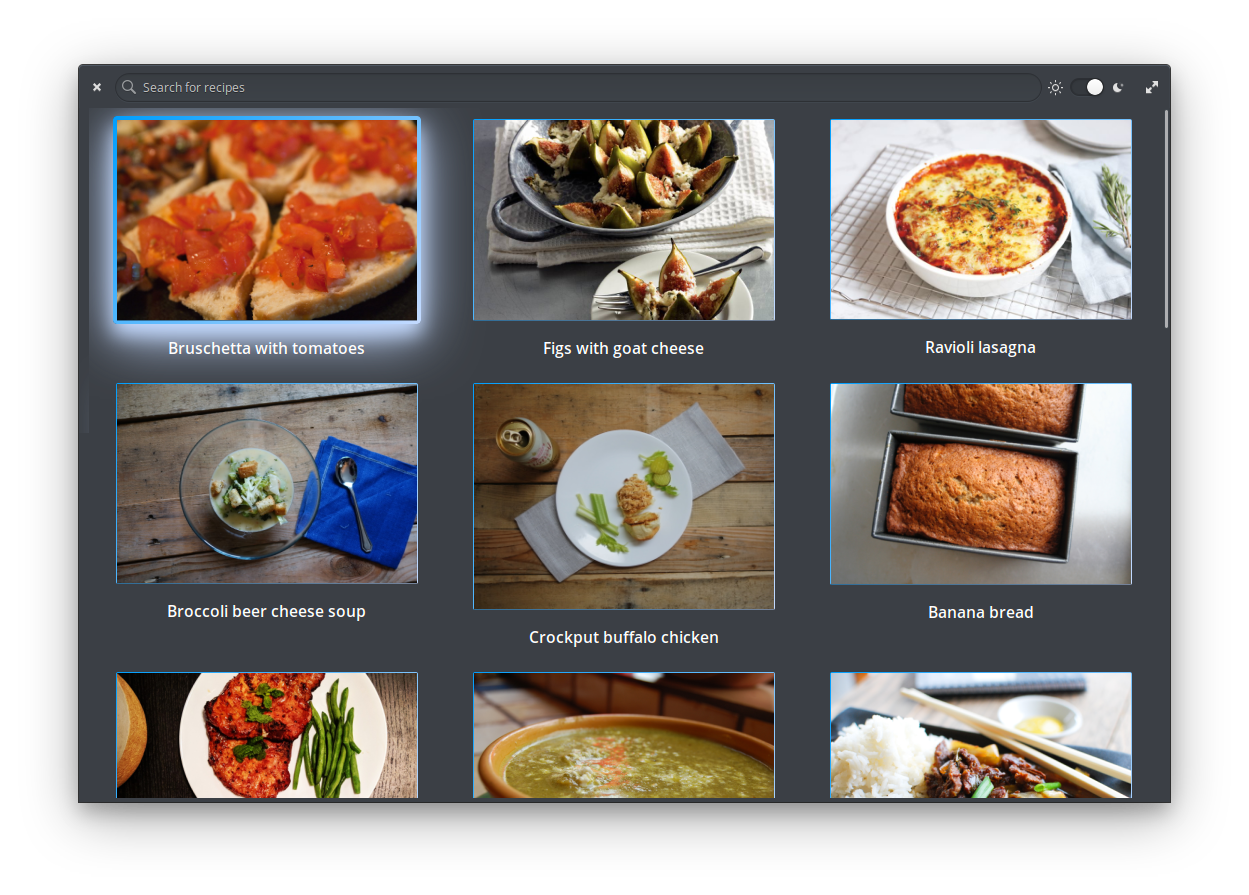 Search for recipes
Bruschetta with tomatoes
Figs with goat cheese
Ravioli lasagna
Broccoli beer cheese soup
Crockput buffalo chicken
Banana bread